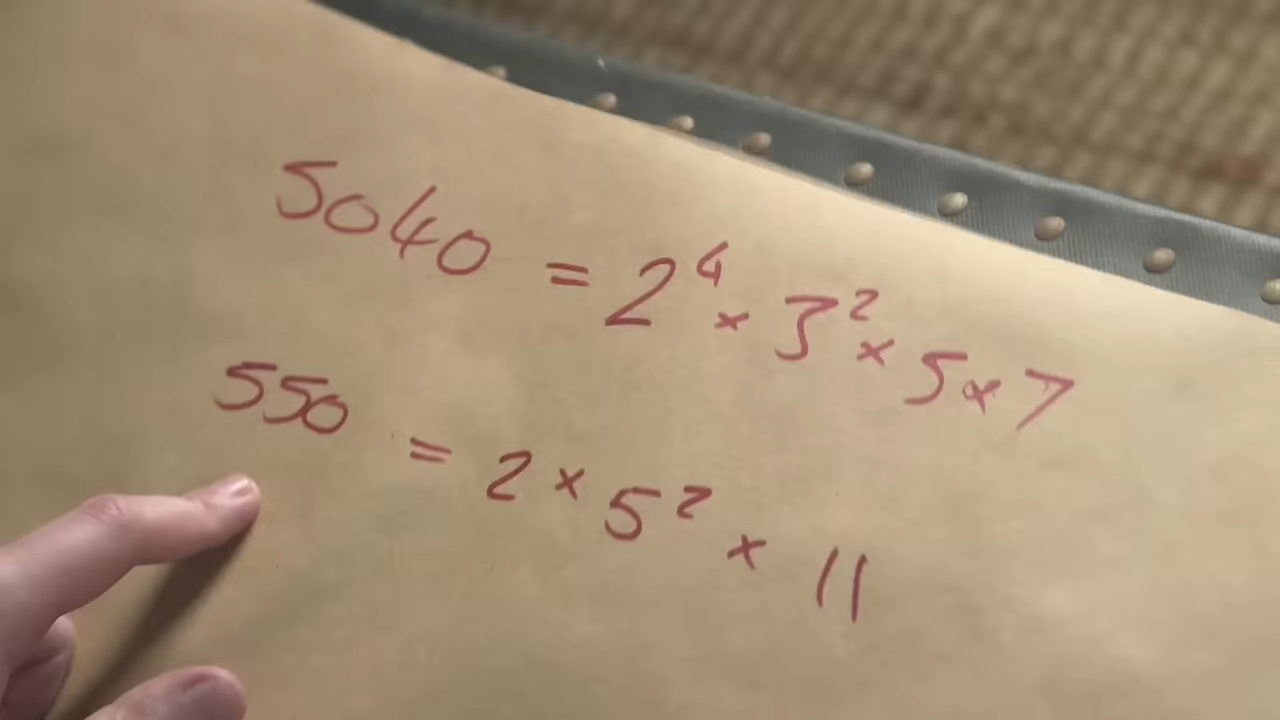 5040 = 2⁴ × 3² × 5 × 7
550 = 2 × 5² × 11